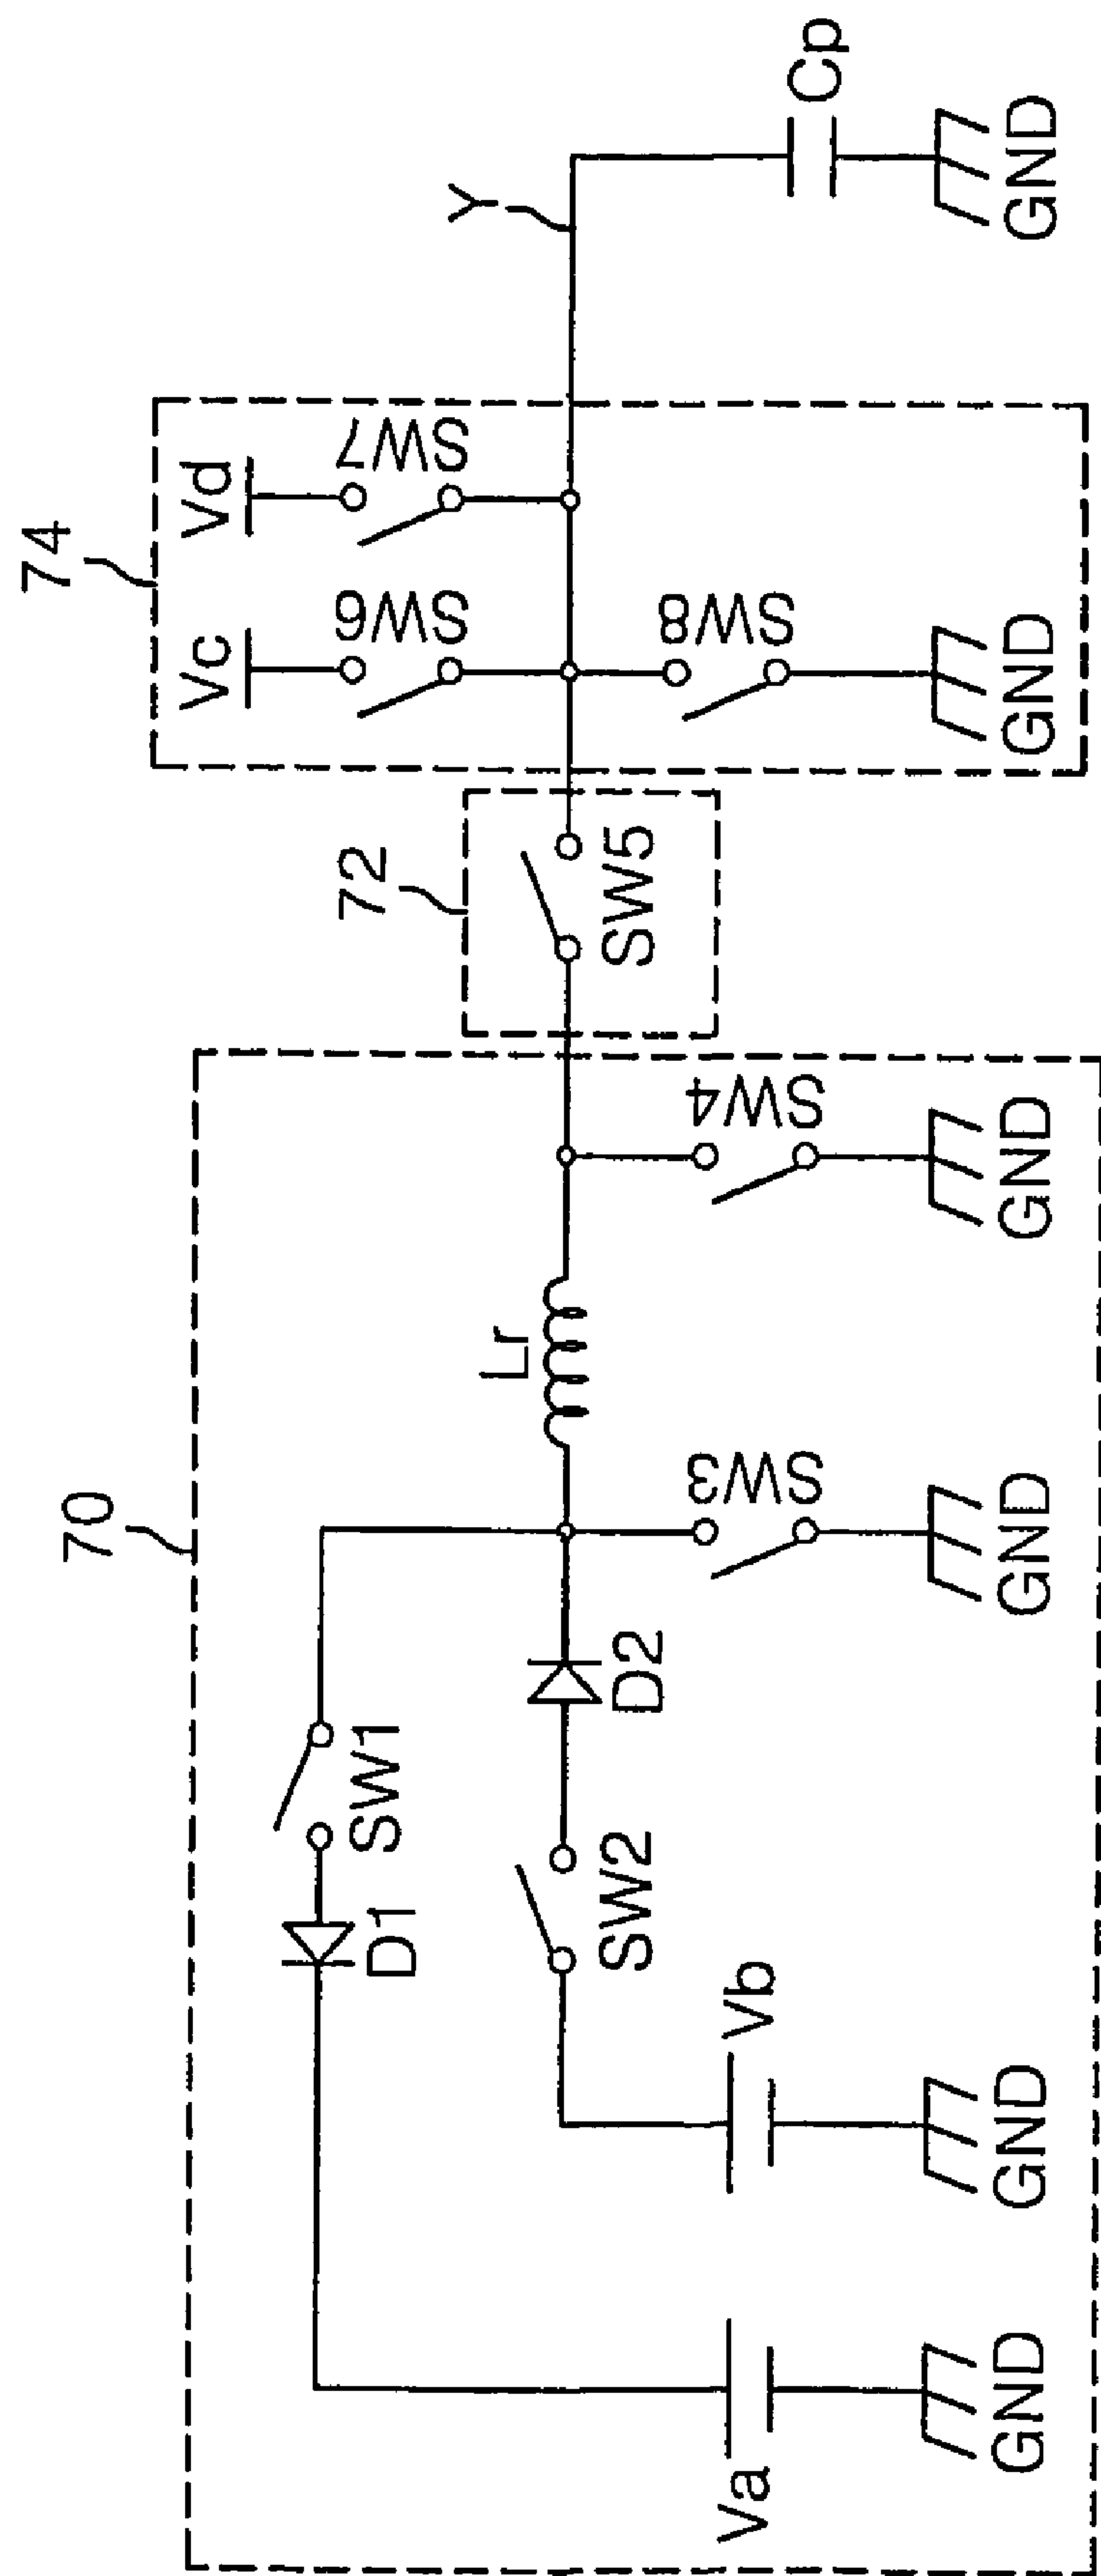 70
72
74
Va
GND
Vb
GND
D1
SW1
SW2
D2
SW3
GND
Lr
SW4
GND
SW5
Vc
SW6
SW8
GND
Vd
SW7
Y
Cp
GND